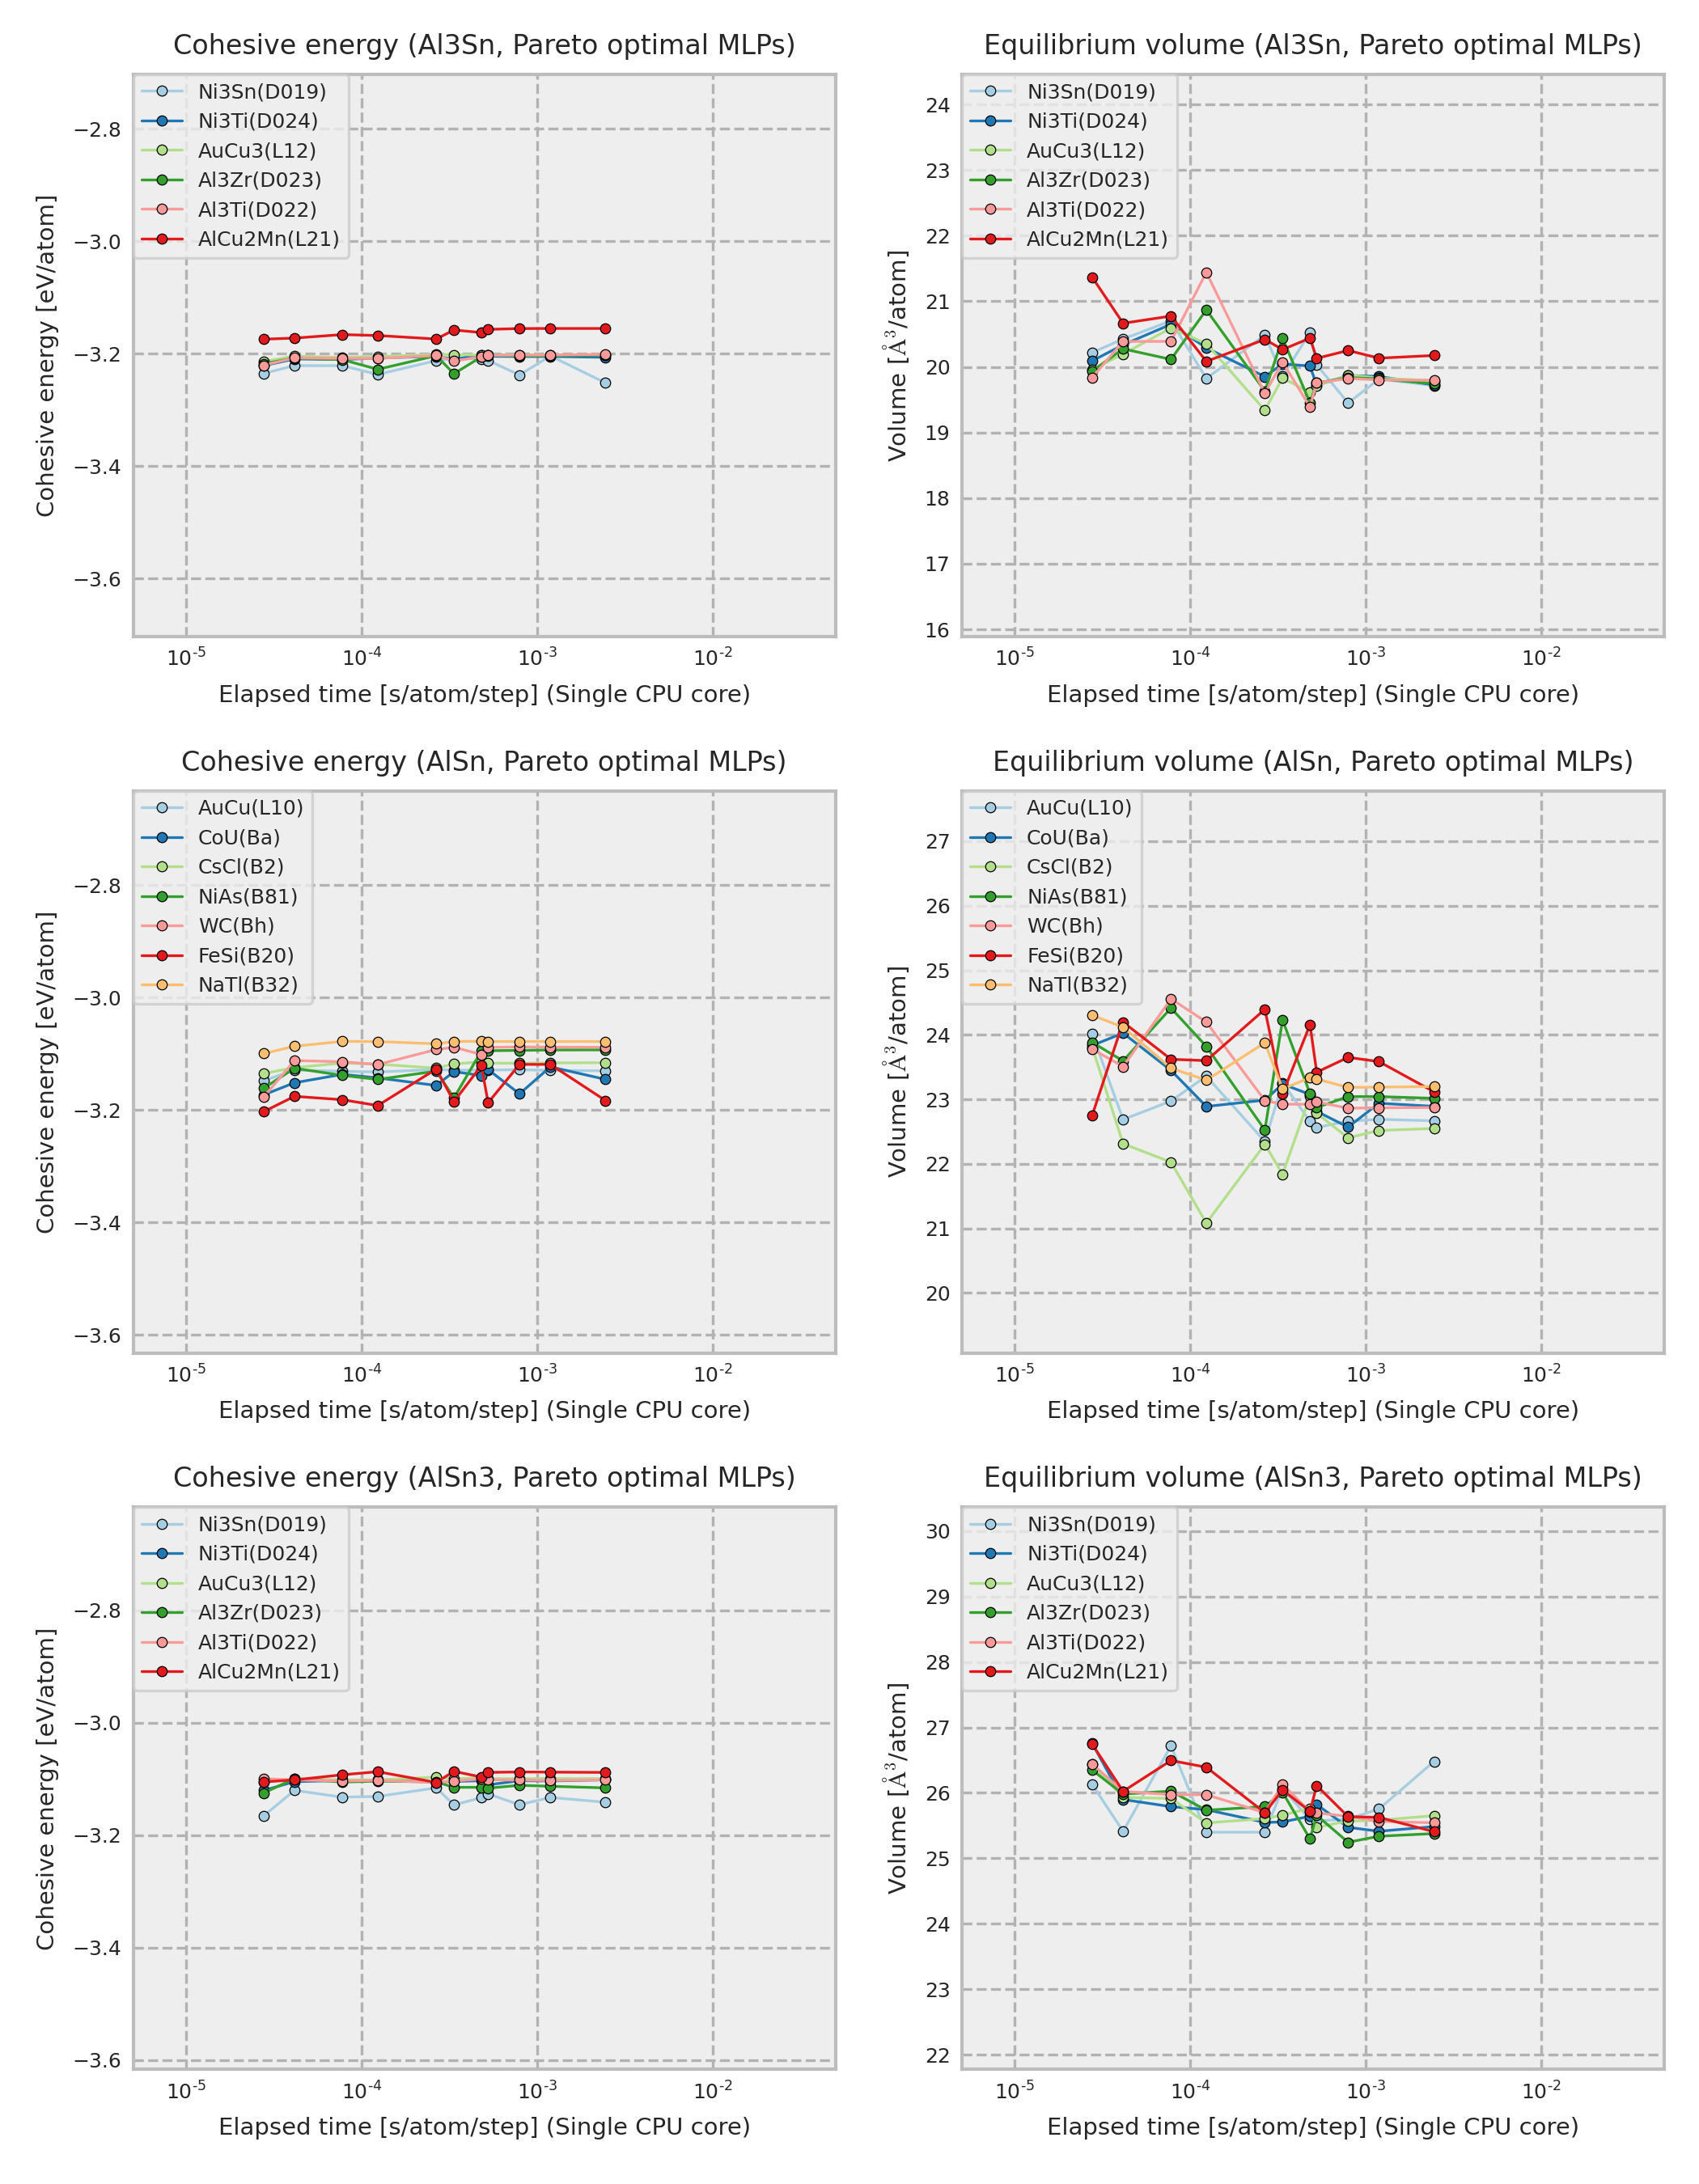 Cohesive energy (Al3Sn, Pareto optimal MLPs)
Cohesive energy [eV/atom]
−2.8
−3.0
−3.2
−3.4
−3.6
Ni3Sn(D019)
Ni3Ti(D024)
AuCu3(L12)
Al3Zr(D023)
Al3Ti(D022)
AlCu2Mn(L21)
10-5 10-4 10-3 10-2
Elapsed time [s/atom/step] (Single CPU core)
Equilibrium volume (Al3Sn, Pareto optimal MLPs)
Volume [Å3/atom]
24
23
22
21
20
19
18
17
16
Ni3Sn(D019)
Ni3Ti(D024)
AuCu3(L12)
Al3Zr(D023)
Al3Ti(D022)
AlCu2Mn(L21)
10-5 10-4 10-3 10-2
Elapsed time [s/atom/step] (Single CPU core)
Cohesive energy (AlSn, Pareto optimal MLPs)
Cohesive energy [eV/atom]
−2.8
−3.0
−3.2
−3.4
−3.6
AuCu(L10)
CoU(Ba)
CsCl(B2)
NiAs(B81)
WC(Bh)
FeSi(B20)
NaTl(B32)
10-5 10-4 10-3 10-2
Elapsed time [s/atom/step] (Single CPU core)
Equilibrium volume (AlSn, Pareto optimal MLPs)
Volume [Å3/atom]
27
26
25
24
23
22
21
20
AuCu(L10)
CoU(Ba)
CsCl(B2)
NiAs(B81)
WC(Bh)
FeSi(B20)
NaTl(B32)
10-5 10-4 10-3 10-2
Elapsed time [s/atom/step] (Single CPU core)
Cohesive energy (AlSn3, Pareto optimal MLPs)
Cohesive energy [eV/atom]
−2.8
−3.0
−3.2
−3.4
−3.6
Ni3Sn(D019)
Ni3Ti(D024)
AuCu3(L12)
Al3Zr(D023)
Al3Ti(D022)
AlCu2Mn(L21)
10-5 10-4 10-3 10-2
Elapsed time [s/atom/step] (Single CPU core)
Equilibrium volume (AlSn3, Pareto optimal MLPs)
Volume [Å3/atom]
30
29
28
27
26
25
24
23
22
Ni3Sn(D019)
Ni3Ti(D024)
AuCu3(L12)
Al3Zr(D023)
Al3Ti(D022)
AlCu2Mn(L21)
10-5 10-4 10-3 10-2
Elapsed time [s/atom/step] (Single CPU core)